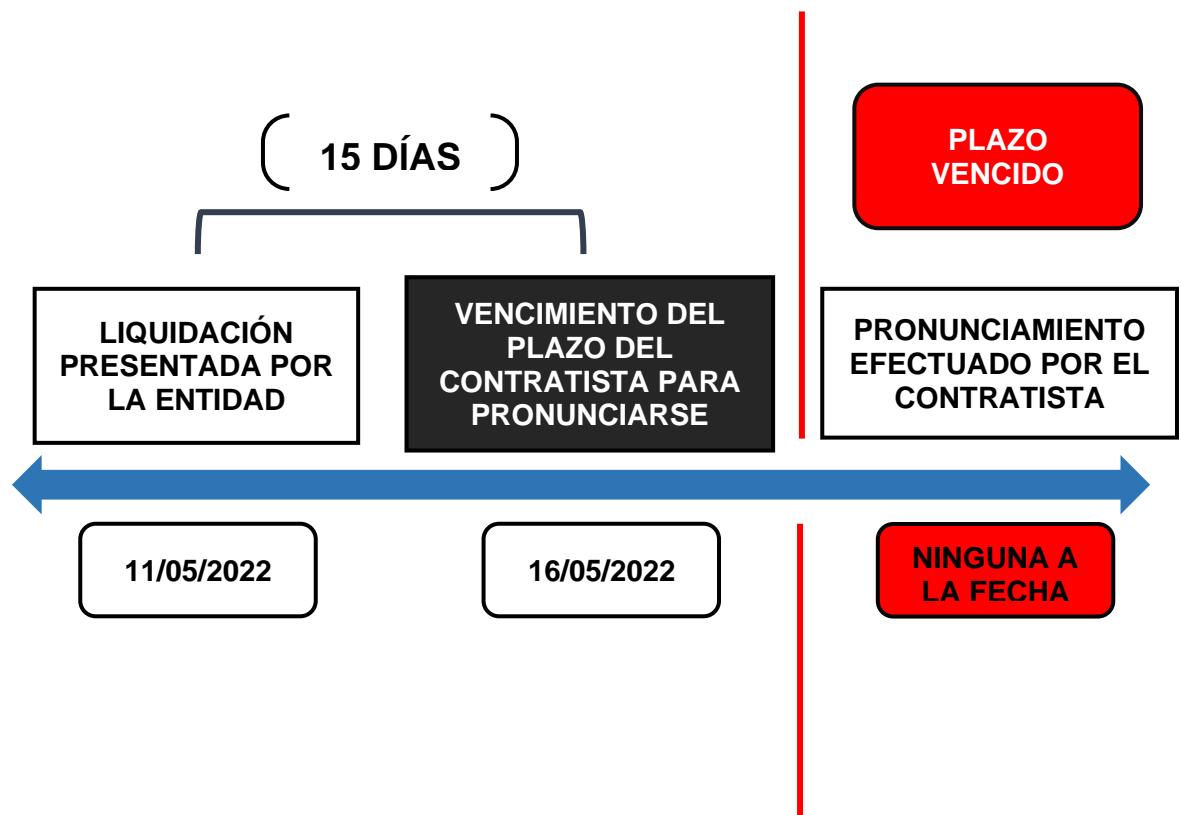 15 DÍAS
PLAZO
VENCIDO
LIQUIDACIÓN
PRESENTADA POR
LA ENTIDAD
VENCIMIENTO DEL
PLAZO DEL
CONTRATISTA PARA
PRONUNCIARSE
PRONUNCIAMIENTO
EFECTUADO POR EL
CONTRATISTA
11/05/2022
16/05/2022
NINGUNA A
LA FECHA